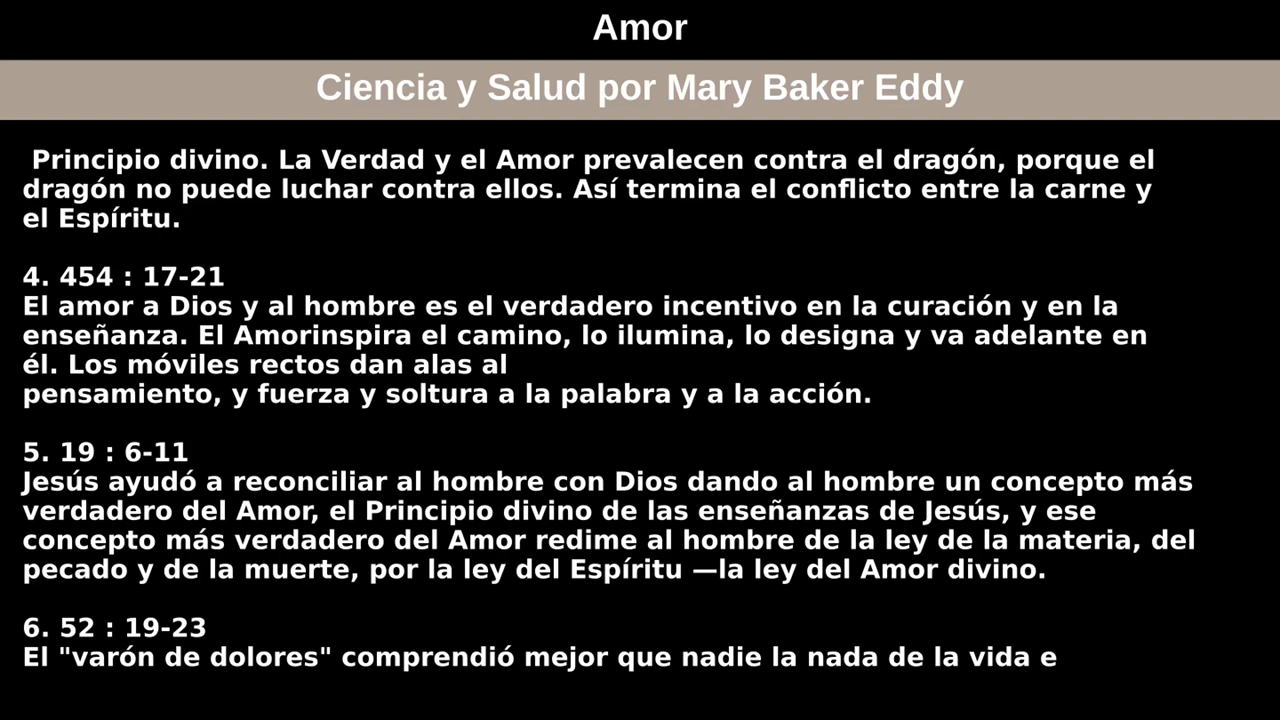 Amor
Ciencia y Salud por Mary Baker Eddy
Principio divino. La Verdad y el Amor prevalecen contra el dragón, porque el
dragón no puede luchar contra ellos. Así termina el conflicto entre la carne y
el Espíritu.
4. 454 : 17-21
El amor a Dios y al hombre es el verdadero incentivo en la curación y en la
enseñanza. El Amorinspira el camino, lo ilumina, lo designa y va adelante en
él. Los móviles rectos dan alas al
pensamiento, y fuerza y soltura a la palabra y a la acción.
5. 19 : 6-11
Jesús ayudó a reconciliar al hombre con Dios dando al hombre un concepto más
verdadero del Amor, el Principio divino de las enseñanzas de Jesús, y ese
concepto más verdadero del Amor redime al hombre de la ley de la materia, del
pecado y de la muerte, por la ley del Espíritu —la ley del Amor divino.
6. 52 : 19-23
El "varón de dolores" comprendió mejor que nadie la nada de la vida e